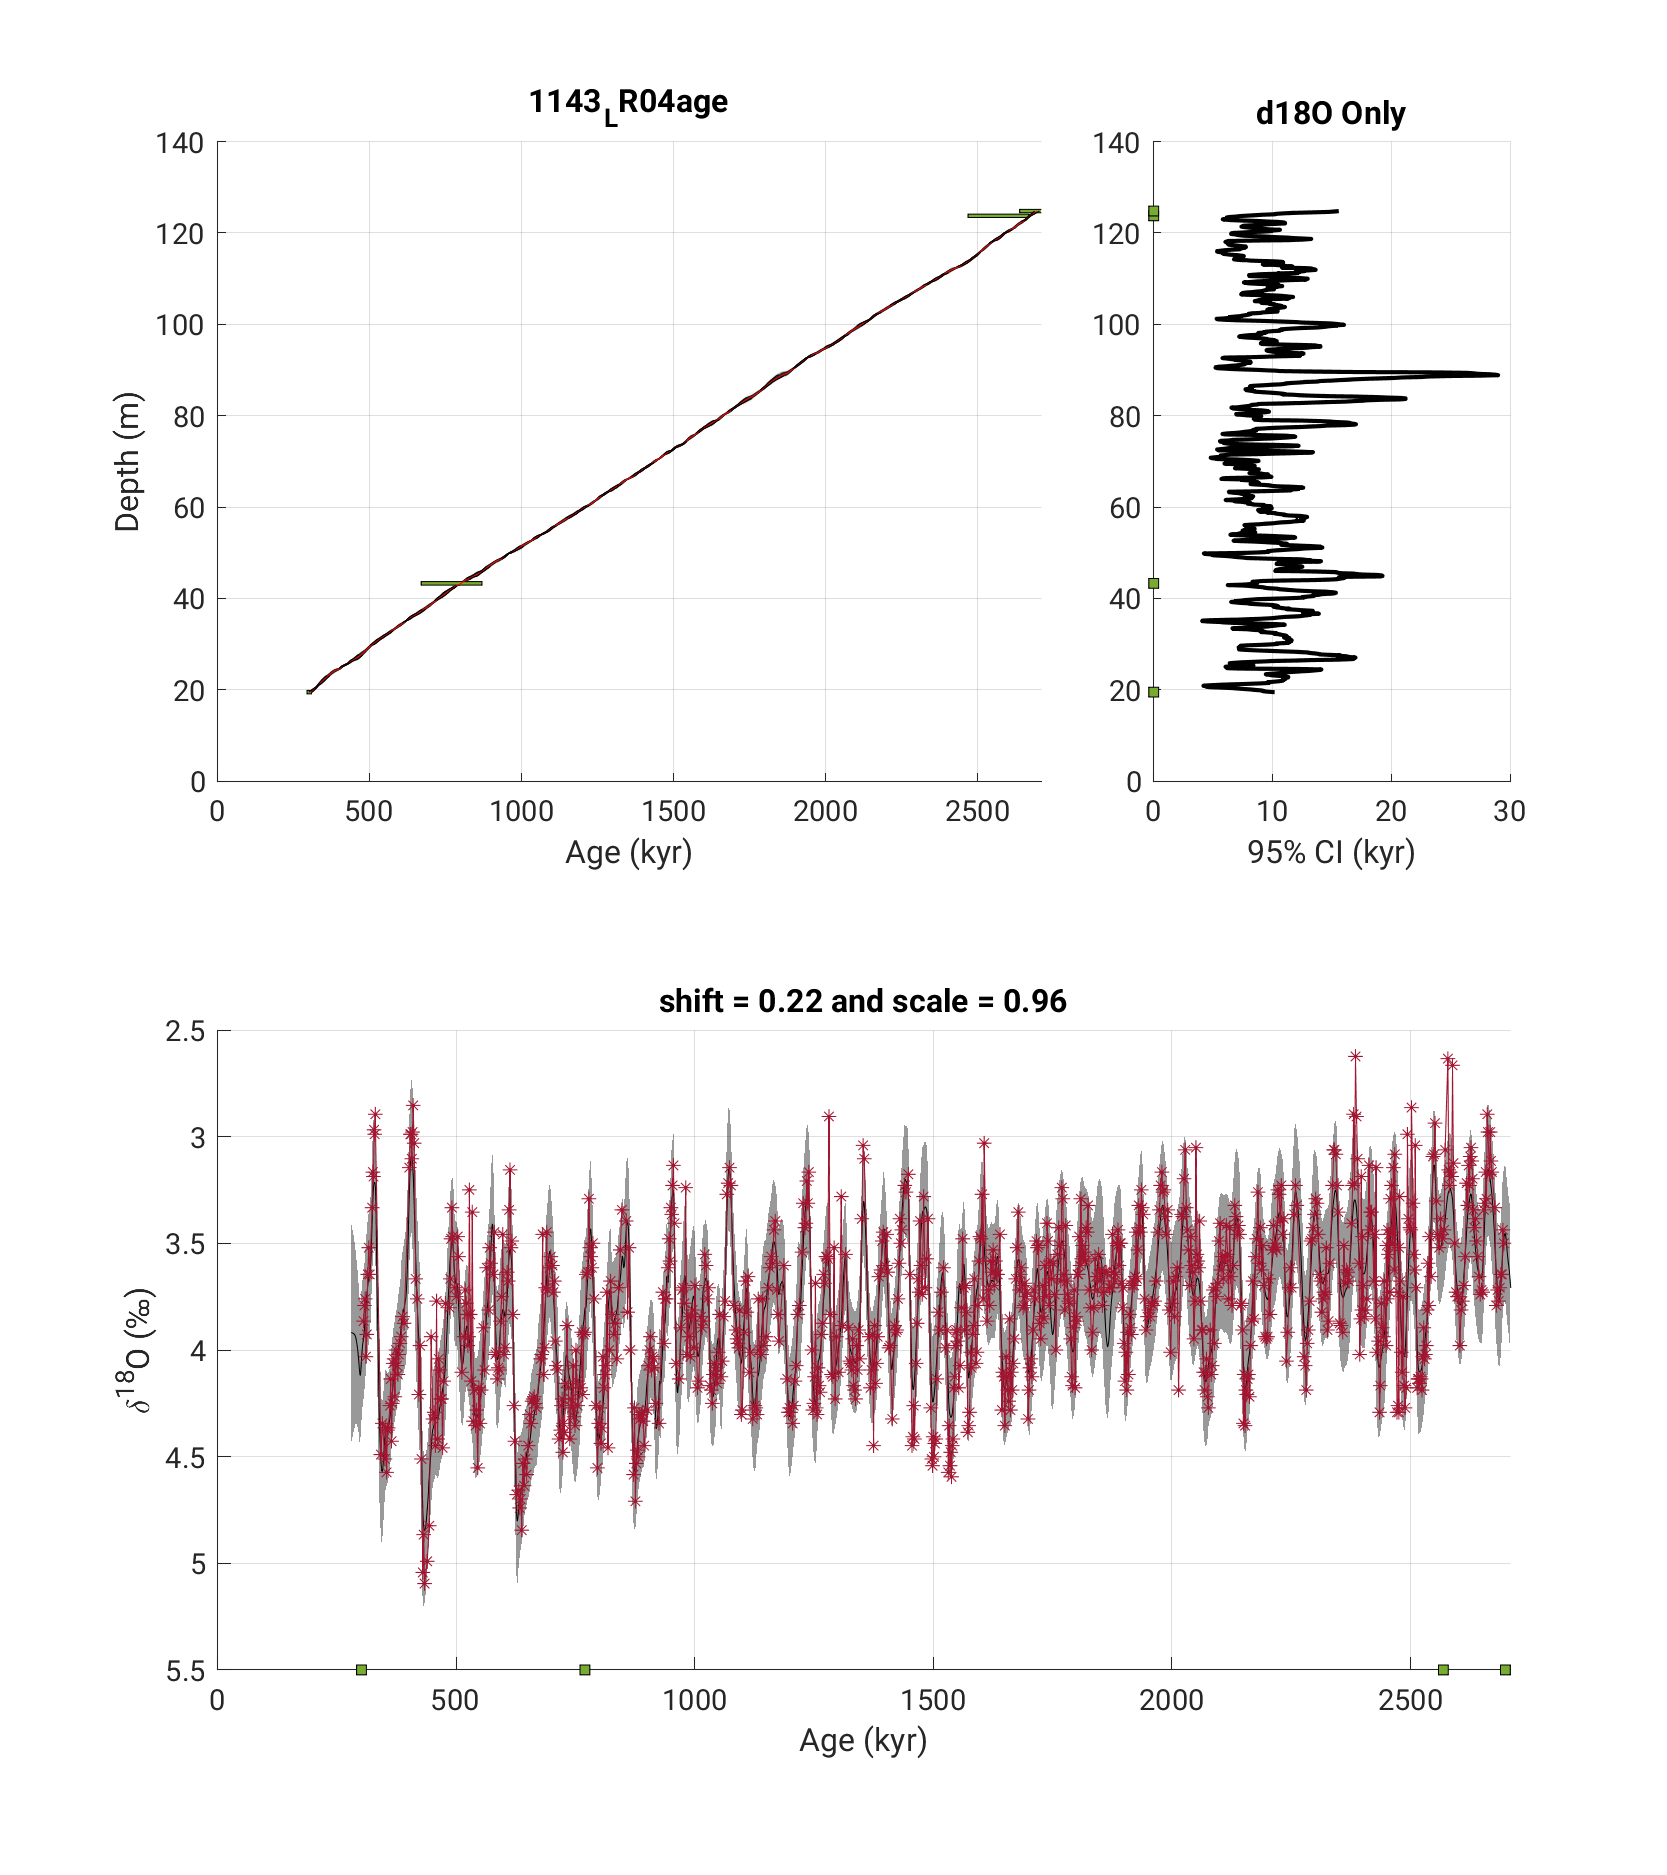 1143LR04age
d18O Only
140
120
100
80
60
40
20
0
Depth (m)
0 500 1000 1500 2000 2500
Age (kyr)
140
120
100
80
60
40
20
0
0 10 20 30
95% CI (kyr)
shift = 0.22 and scale = 0.96
2.5
3
3.5
4
4.5
5
5.5
δ18O (‰)
0 500 1000 1500 2000 2500
Age (kyr)